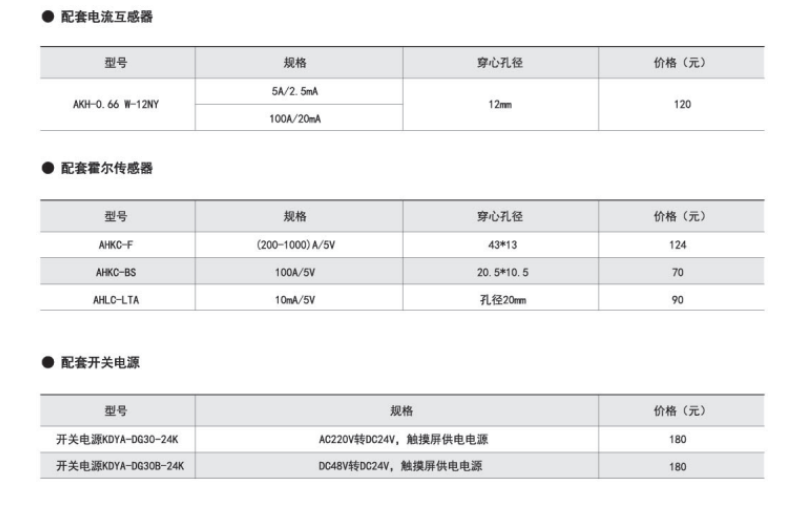 ● 配套电流互感器
型号 规格 穿心孔径 价格（元）
AKH-0.66 W-12NY 5A/2.5mA 12mm 120
100A/20mA
● 配套霍尔传感器
型号 规格 穿心孔径 价格（元）
AHKC-F (200-1000)A/5V 43*13 124
AHKC-BS 100A/5V 20.5*10.5 70
AHLC-LTA 10mA/5V 孔径20mm 90
● 配套开关电源
型号 规格 价格（元）
开关电源KDYA-DG30-24K AC220V转DC24V，触摸屏供电电源 180
开关电源KDYA-DG30B-24K DC48V转DC24V，触摸屏供电电源 180